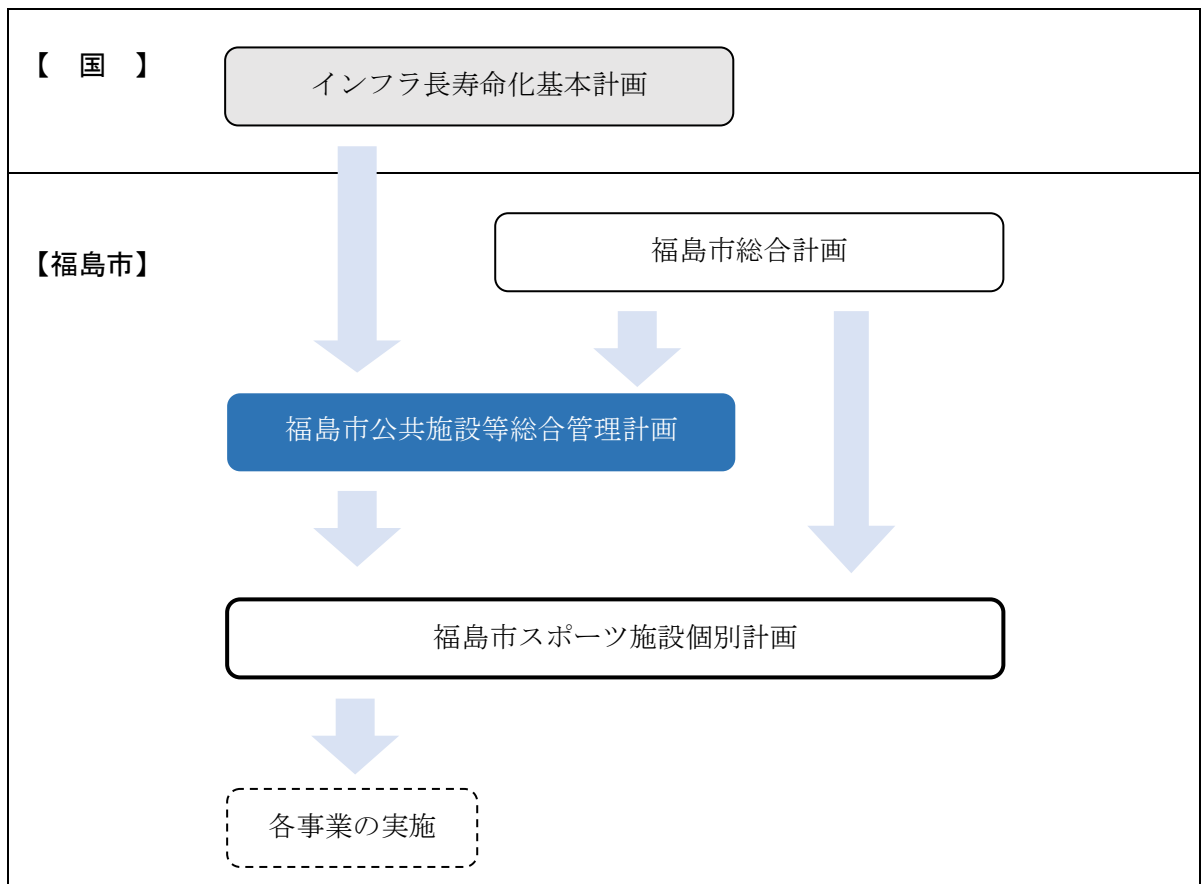 【　国　】
インフラ長寿命化基本計画
福島市総合計画
【福島市】
福島市公共施設等総合管理計画
福島市スポーツ施設個別計画
各事業の実施